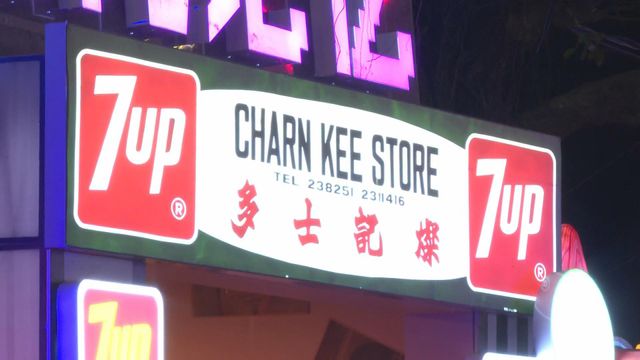 7UP®
CHARN KEE STORE
TEL 238251 2311416
燦記士多
7UP®
7UP